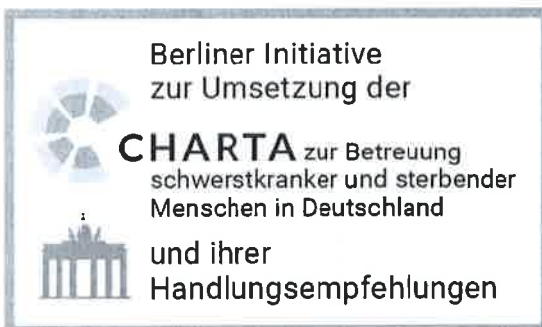 Berliner Initiative
zur Umsetzung der
CHARTA zur Betreuung
schwerstkranker und sterbender
Menschen in Deutschland
und ihrer
Handlungsempfehlungen